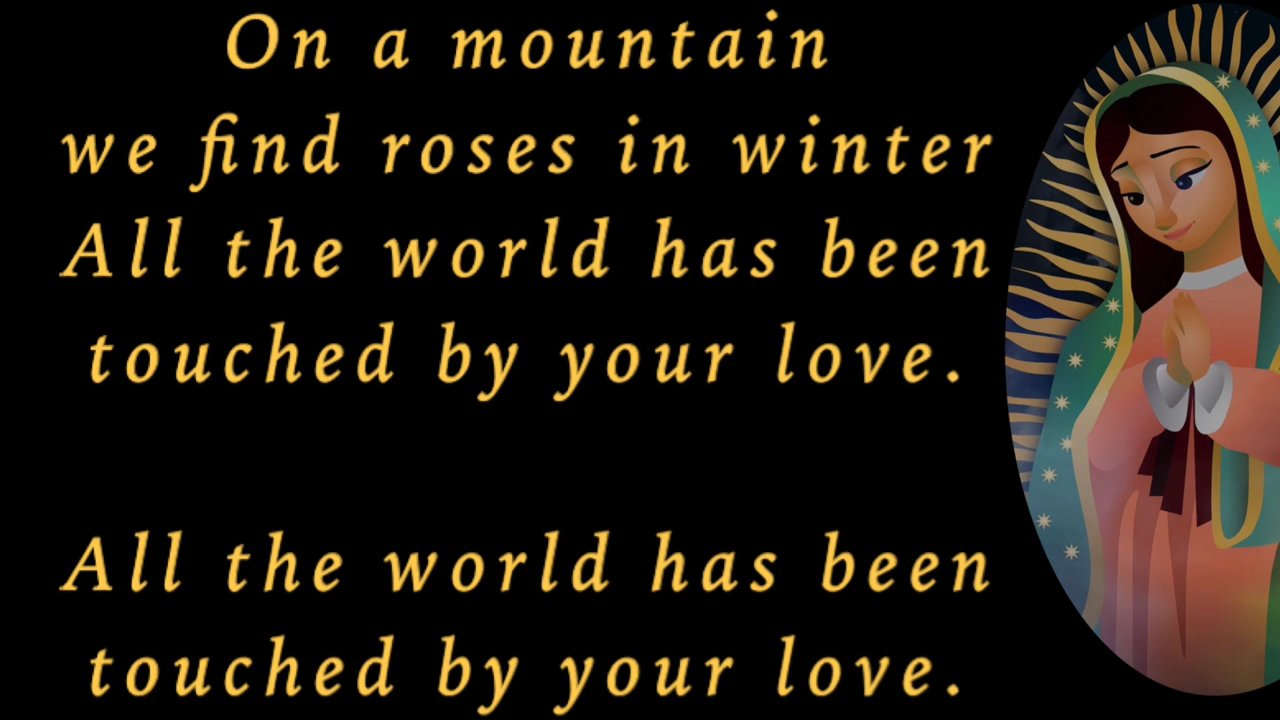 On a mountain
we find roses in winter
All the world has been
touched by your love.
All the world has been
touched by your love.